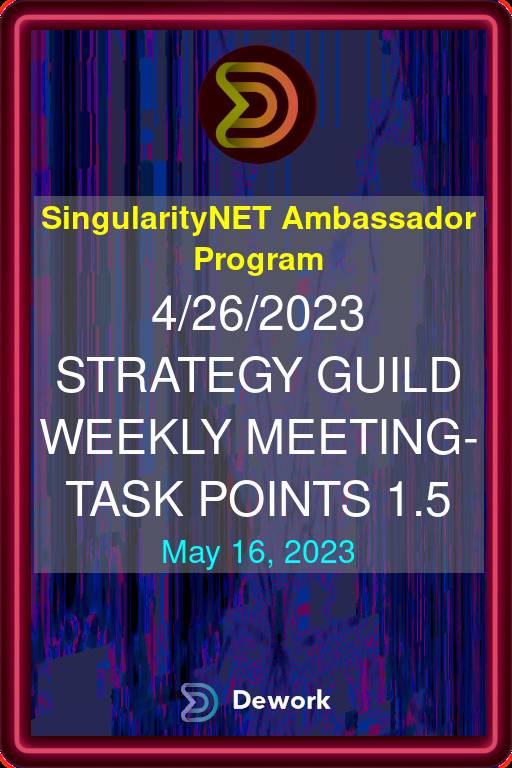 SingularityNET Ambassador
Program
4/26/2023
STRATEGY GUILD
WEEKLY MEETING-
TASK POINTS 1.5
May 16, 2023
Dework